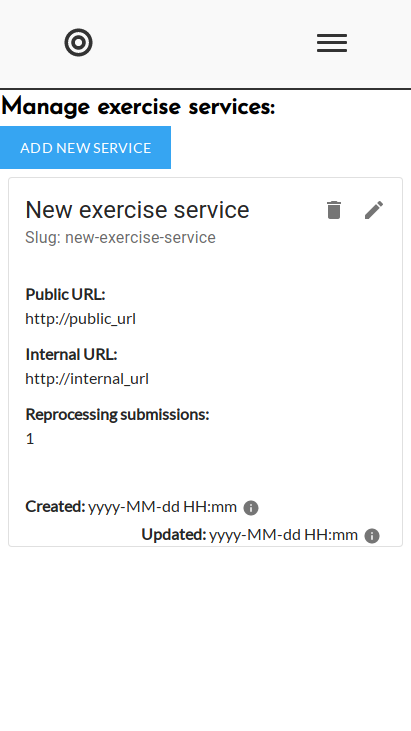 Manage exercise services:
ADD NEW SERVICE
New exercise service
Slug: new-exercise-service
Public URL:
http://public_url
Internal URL:
http://internal_url
Reprocessing submissions:
1
Created: yyyy-MM-dd HH:mm
Updated: yyyy-MM-dd HH:mm